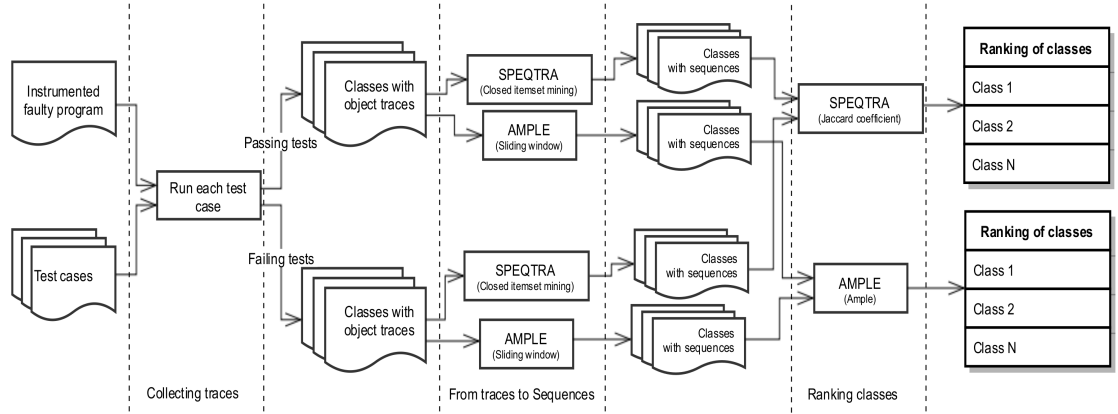 Instrumented
faulty program
Test cases
Run each test
case
Passing tests
Failing tests
Classes with
object traces
Classes with
object traces
SPEQTRA
(Closed itemset mining)
AMPLE
(Sliding window)
SPEQTRA
(Closed itemset mining)
AMPLE
(Sliding window)
Classes
with sequences
Classes
with sequences
Classes
with sequences
Classes
with sequences
SPEQTRA
(Jaccard coefficient)
AMPLE
(Ample)
Ranking of classes
Class 1
Class 2
Class N
Ranking of classes
Class 1
Class 2
Class N
Collecting traces
From traces to Sequences
Ranking classes